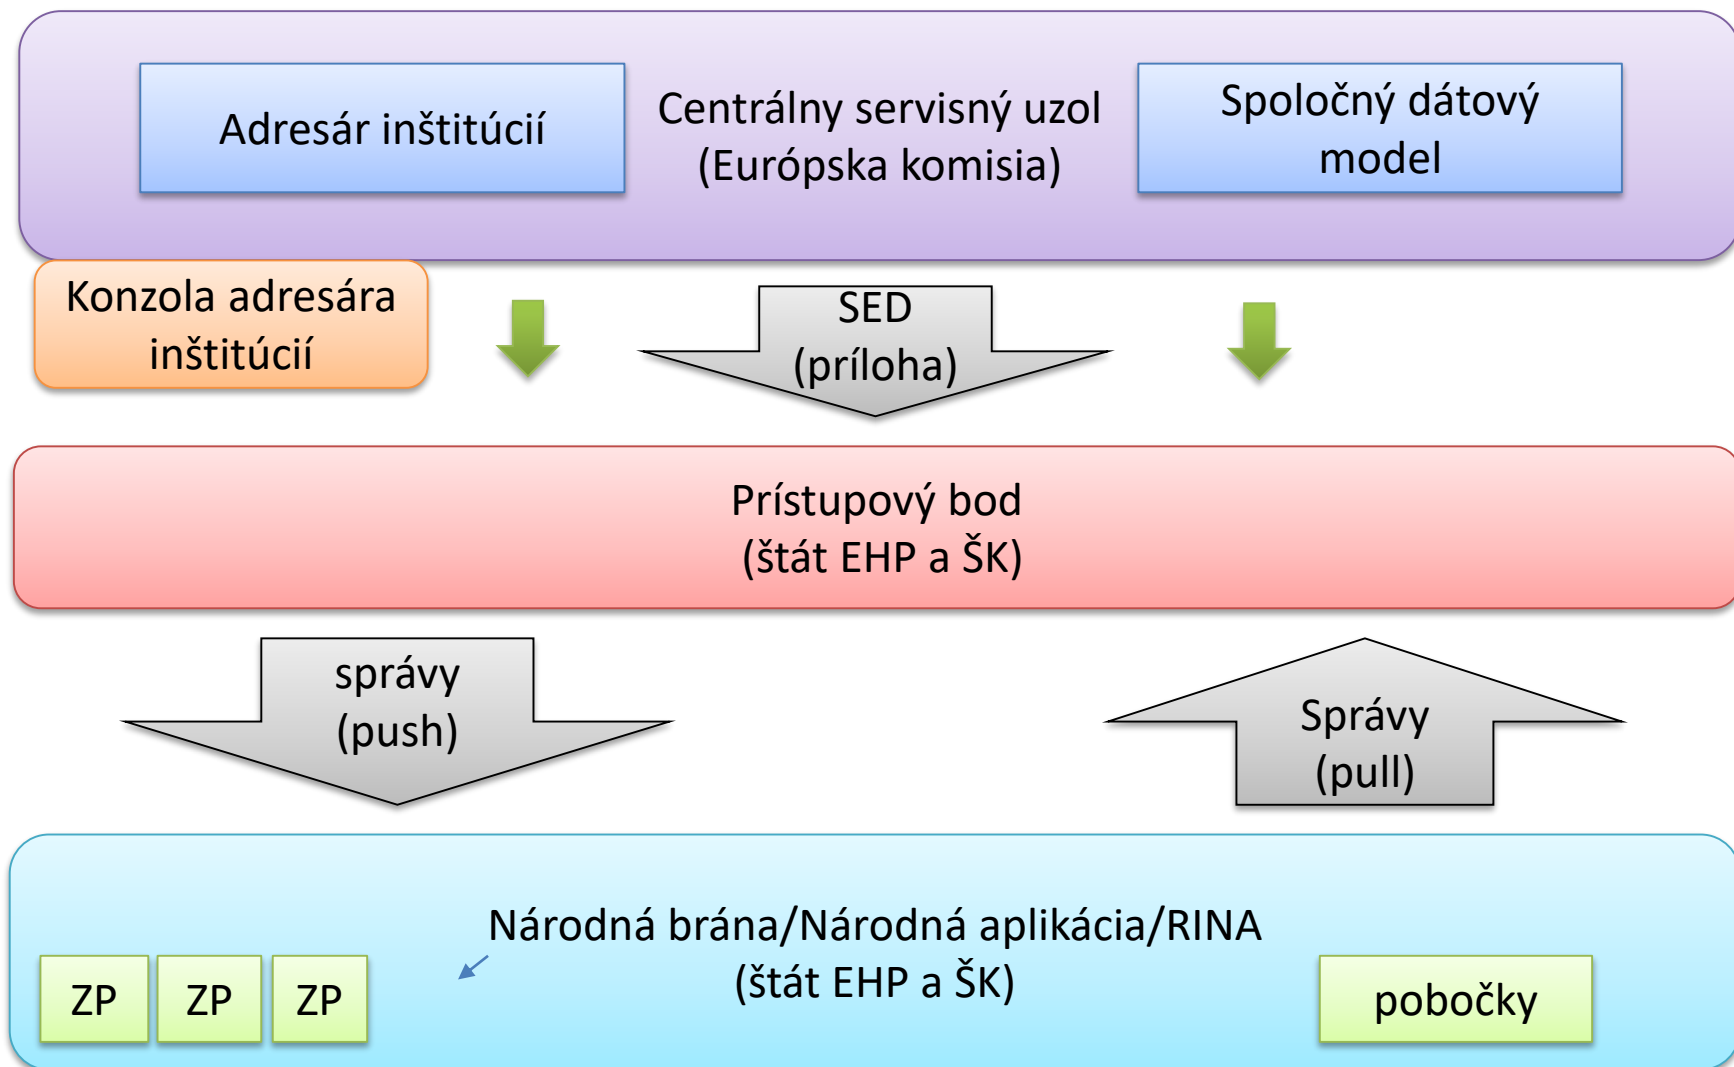 Adresár inštitúcií
Centrálny servisný uzol
(Európska komisia)
Spoločný dátový
model
Konzola adresára
inštitúcií
SED
(príloha)
Prístupový bod
(štát EHP a ŠK)
správy
(push)
Správy
(pull)
Národná brána/Národná aplikácia/RINA
(štát EHP a ŠK)
ZP
ZP
ZP
pobočky